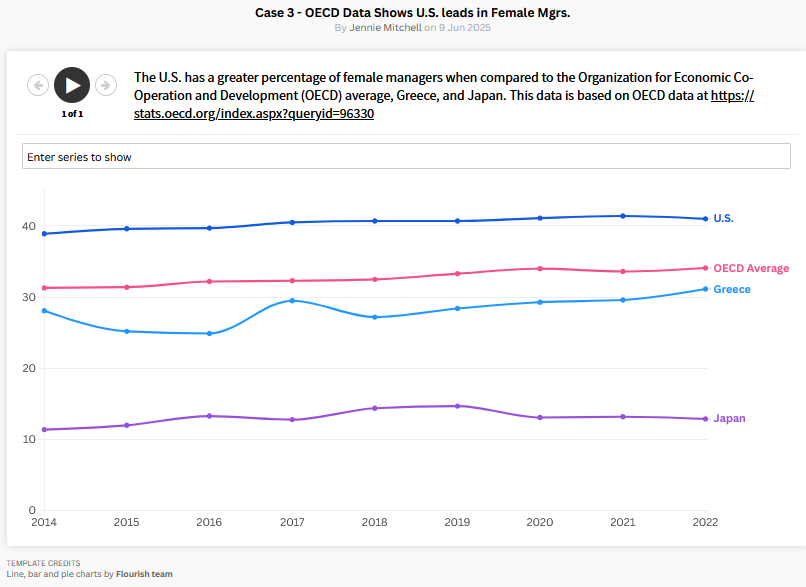 Case 3 - OECD Data Shows U.S. leads in Female Mgrs.
By Jennie Mitchell on 9 Jun 2025
1 of 1
The U.S. has a greater percentage of female managers when compared to the Organization for Economic Co-
Operation and Development (OECD) average, Greece, and Japan. This data is based on OECD data at https://
stats.oecd.org/index.aspx?queryid=96330
Enter series to show
40
30
20
10
0
U.S.
OECD Average
Greece
Japan
2014 2015 2016 2017 2018 2019 2020 2021 2022
TEMPLATE CREDITS
Line, bar and pie charts by Flourish team